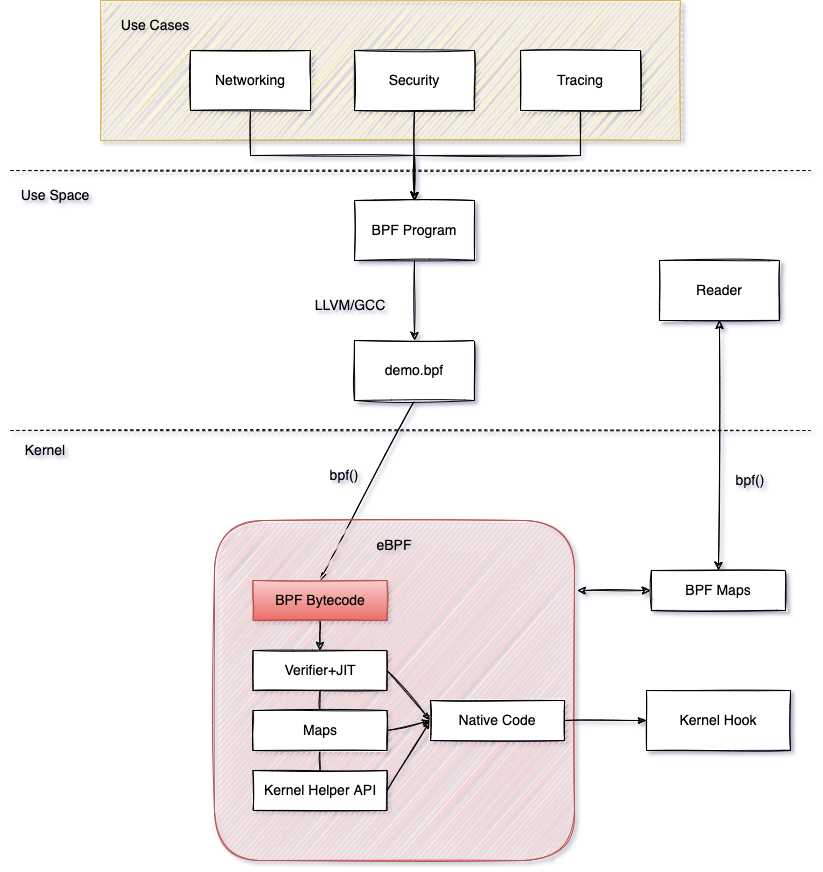 Use Cases
Networking
Security
Tracing
Use Space
BPF Program
Reader
LLVM/GCC
demo.bpf
Kernel
bpf()
bpf()
eBPF
BPF Bytecode
BPF Maps
Verifier+JIT
Native Code
Kernel Hook
Maps
Kernel Helper API